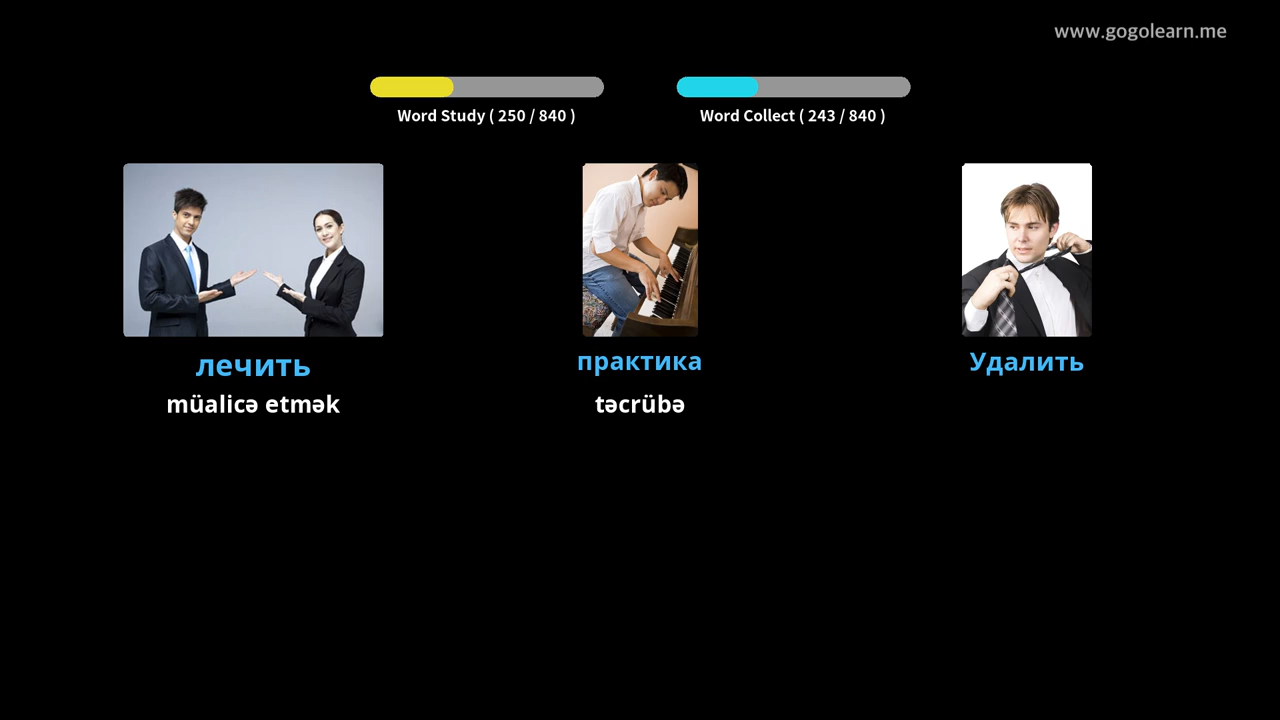 www.gogolearn.me
Word Study ( 250 / 840 )
Word Collect ( 243 / 840 )
лечить
müalicə etmək
практика
təcrübə
Удалить